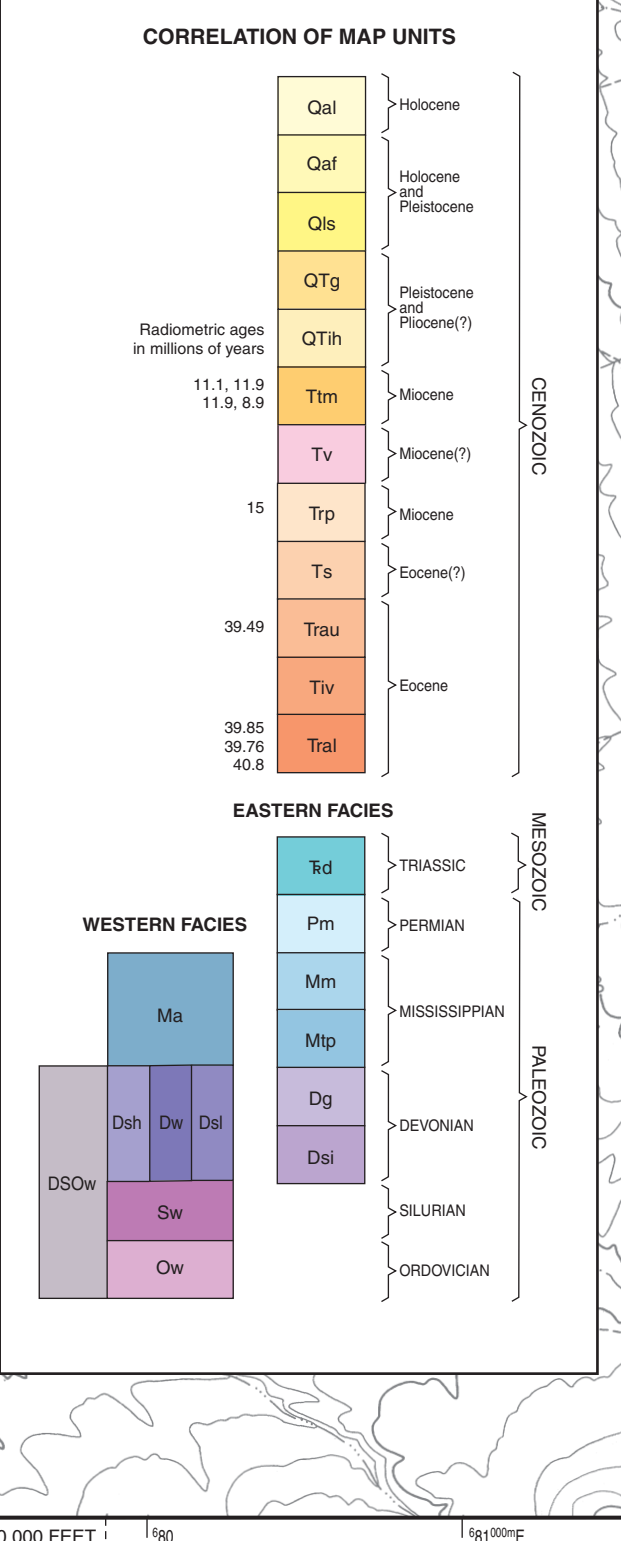 CORRELATION OF MAP UNITS
Qal
Holocene
Qaf
Holocene
and
Pleistocene
Qls
QTg
Pleistocene
and
Pliocene(?)
Radiometric ages
in millions of years
QTih
11.1, 11.9
11.9, 8.9
Ttm
Miocene
CENOZOIC
Tv
Miocene(?)
15
Trp
Miocene
Ts
Eocene(?)
39.49
Trau
Tiv
Eocene
39.85
39.76
40.8
Tral
EASTERN FACIES
MESOZOIC
T̶Rd
TRIASSIC
WESTERN FACIES
Pm
PERMIAN
Mm
MISSISSIPPIAN
Ma
Mtp
PALEOZOIC
Dg
DEVONIAN
Dsh Dw Dsl
Dsi
DSOw
Sw
SILURIAN
Ow
ORDOVICIAN
000 FEET
⁶80
⁶81⁰⁰⁰ᵐE